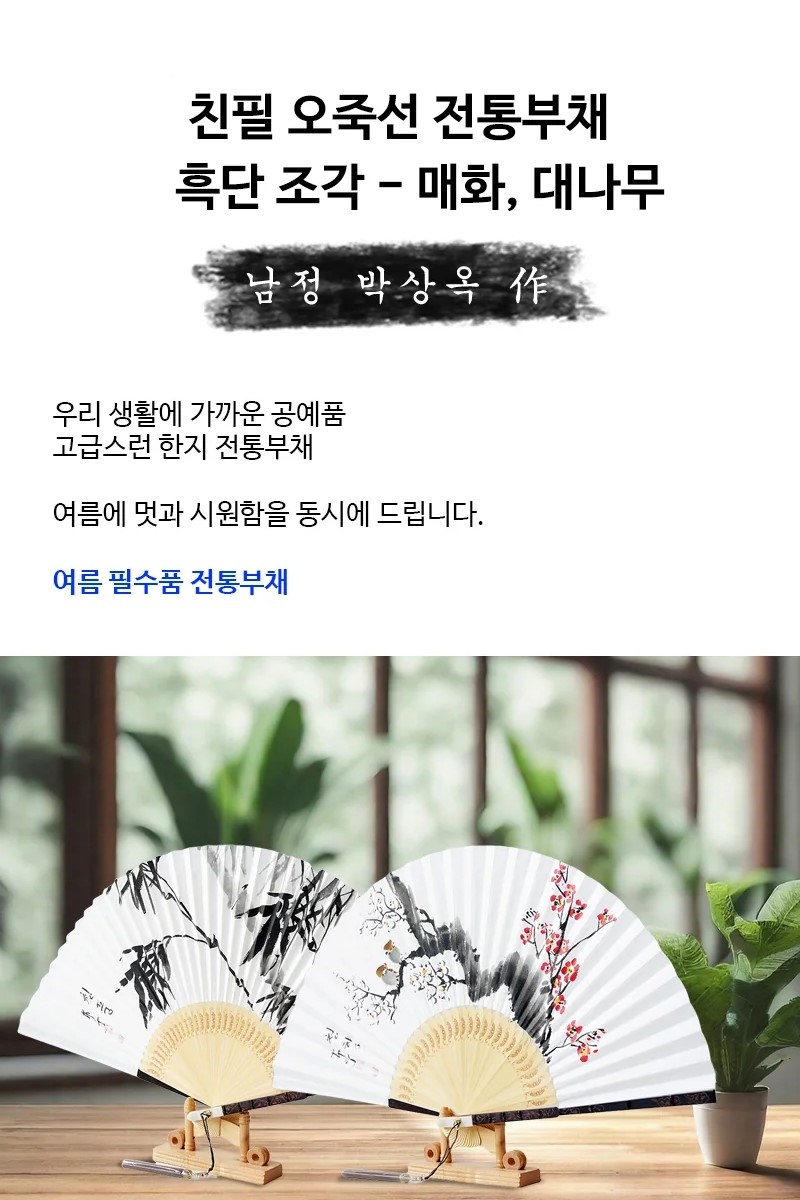 친필 오죽선 전통부채
흑단 조각 - 매화, 대나무
남정 박상옥 作
우리 생활에 가까운 공예품
고급스런 한지 전통부채
여름에 멋과 시원함을 동시에 드립니다.
여름 필수품 전통부채